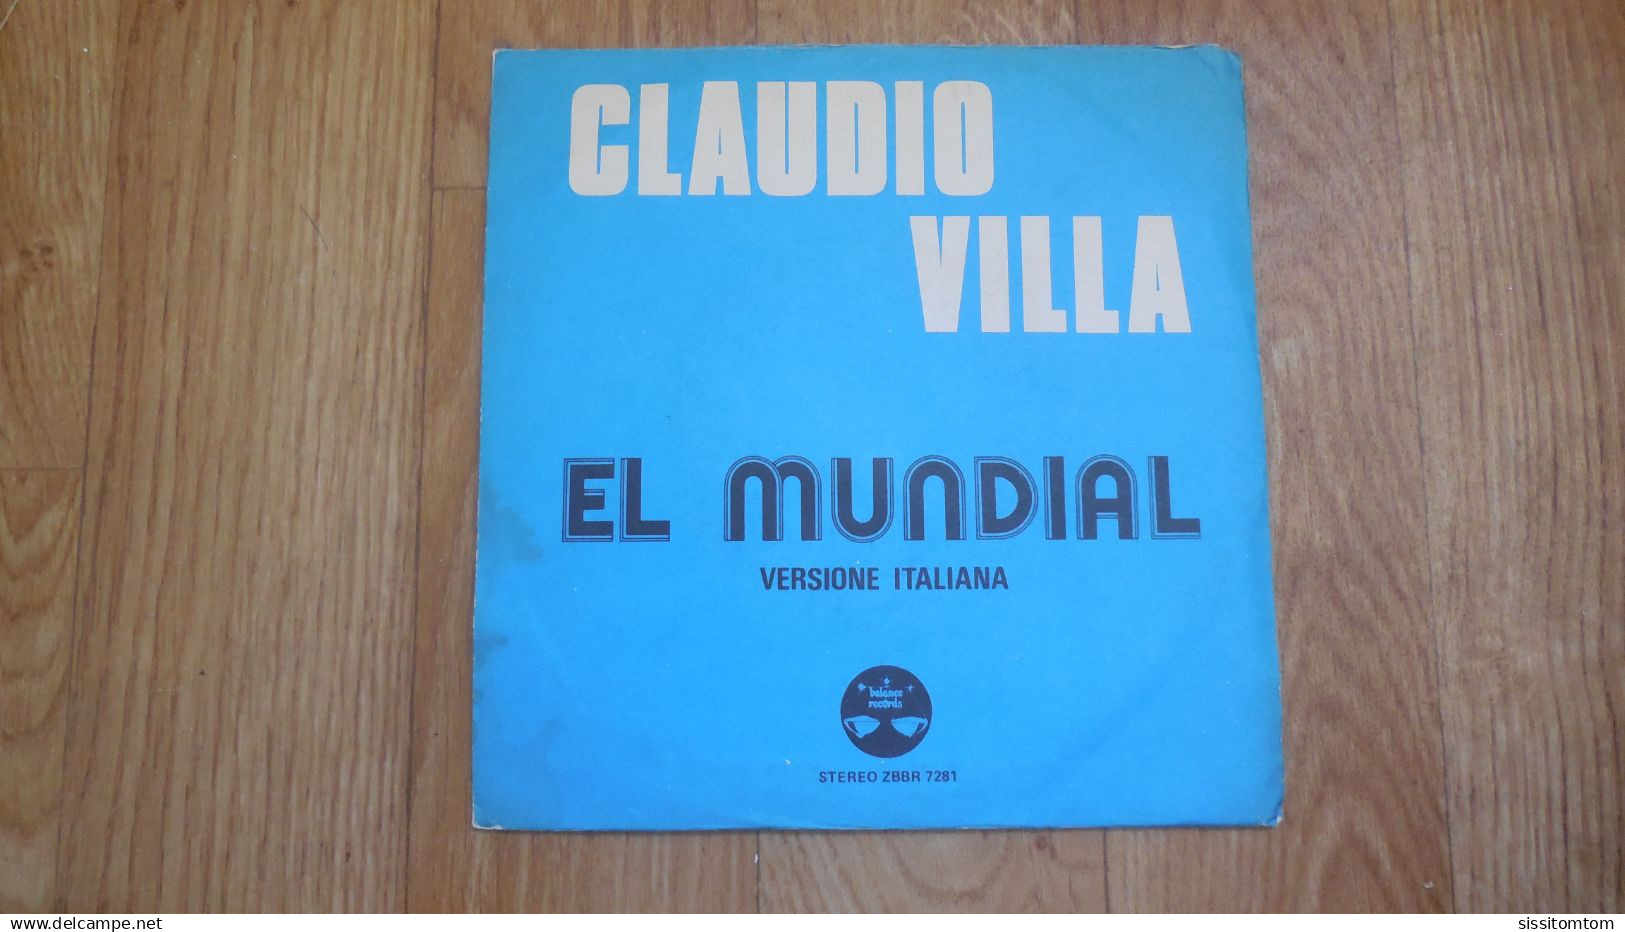 CLAUDIO
VILLA
EL MUNDIAL
VERSIONE ITALIANA
balance
records
STEREO ZBBR 7281
www.delcampe.net
sissitomtom